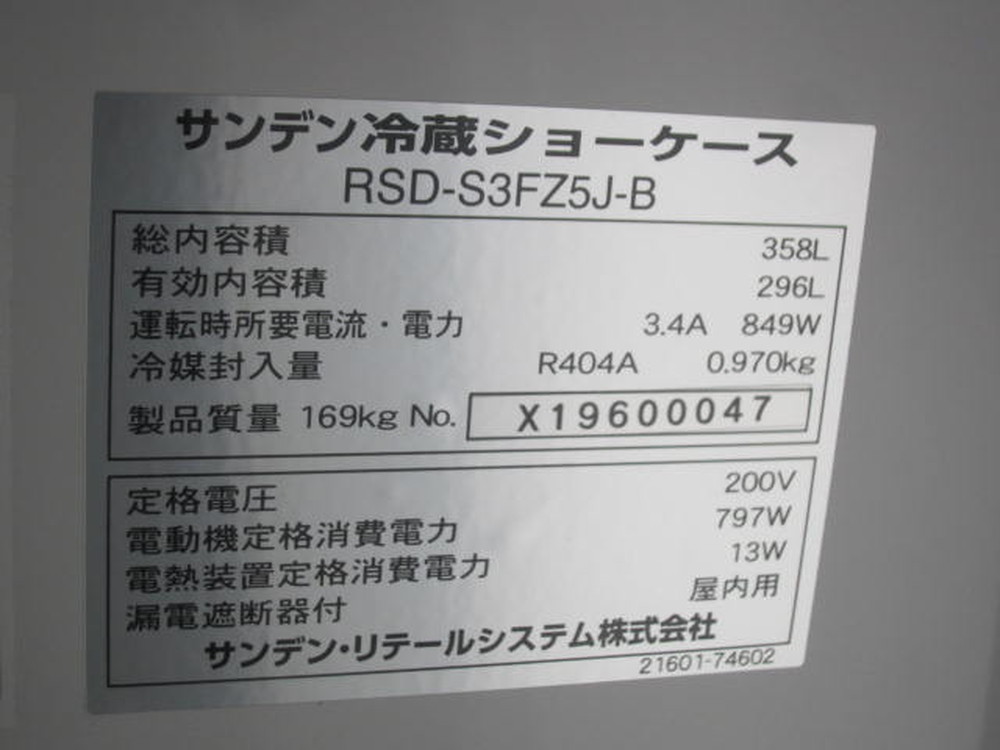 サンデン冷蔵ショーケース
RSD-S3FZ5J-B
総内容積 358L
有効内容積 296L
運転時所要電流・電力 3.4A 849W
冷媒封入量 R404A 0.970kg
製品質量 169kg No. X19600047
定格電圧 200V
電動機定格消費電力 797W
電熱装置定格消費電力 13W
漏電遮断器付 屋内用
サンデン・リテールシステム株式会社
21601-74602